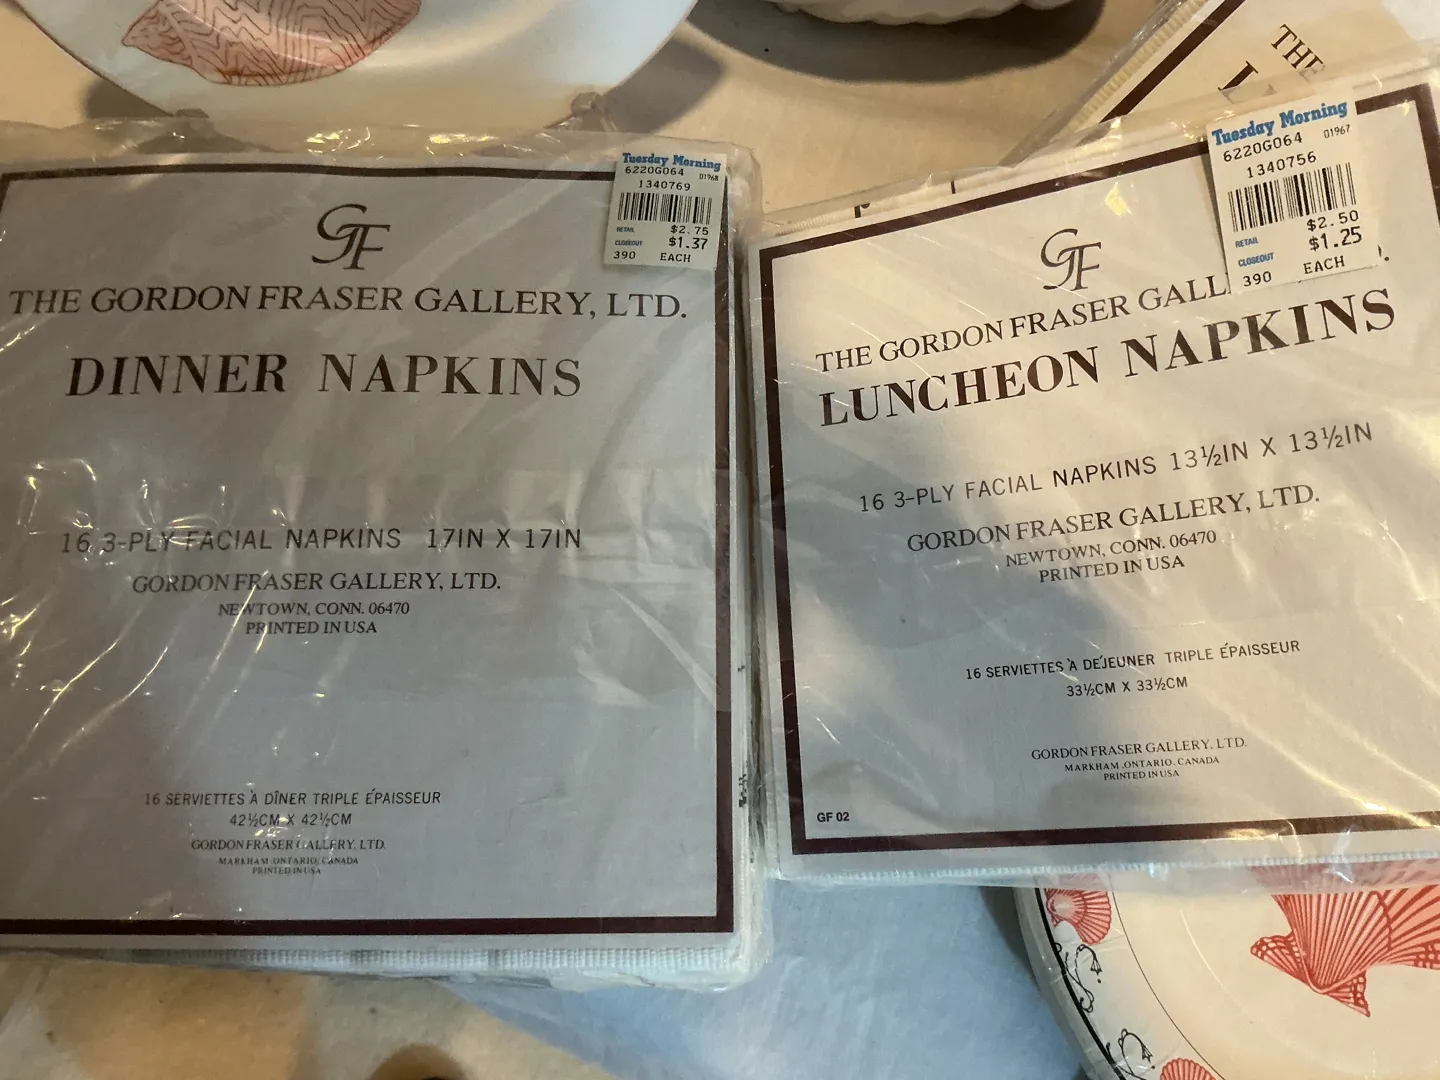 GF
THE GORDON FRASER GALLERY, LTD.
DINNER NAPKINS
16 3-PLY FACIAL NAPKINS 17IN X 17IN
GORDON FRASER GALLERY, LTD.
NEWTOWN, CONN. 06470
PRINTED IN USA
16 SERVIETTES À DÎNER TRIPLE ÉPAISSEUR
42½CM X 42½CM
GORDON FRASER GALLERY, LTD.
MARKHAM, ONTARIO, CANADA
PRINTED IN USA
Tuesday Morning
6220G064 01968
1340769
RETAIL $2.75
CLOSEOUT $1.37
390 EACH
GF
THE GORDON FRASER GALL
LUNCHEON NAPKINS
16 3-PLY FACIAL NAPKINS 13½IN X 13½IN
GORDON FRASER GALLERY, LTD.
NEWTOWN, CONN. 06470
PRINTED IN USA
16 SERVIETTES À DÉJEUNER TRIPLE ÉPAISSEUR
33½CM X 33½CM
GORDON FRASER GALLERY, LTD.
MARKHAM, ONTARIO, CANADA
PRINTED IN USA
GF 02
Tuesday Morning
6220G064 01967
1340756
RETAIL $2.50
CLOSEOUT $1.25
390 EACH
THE
L